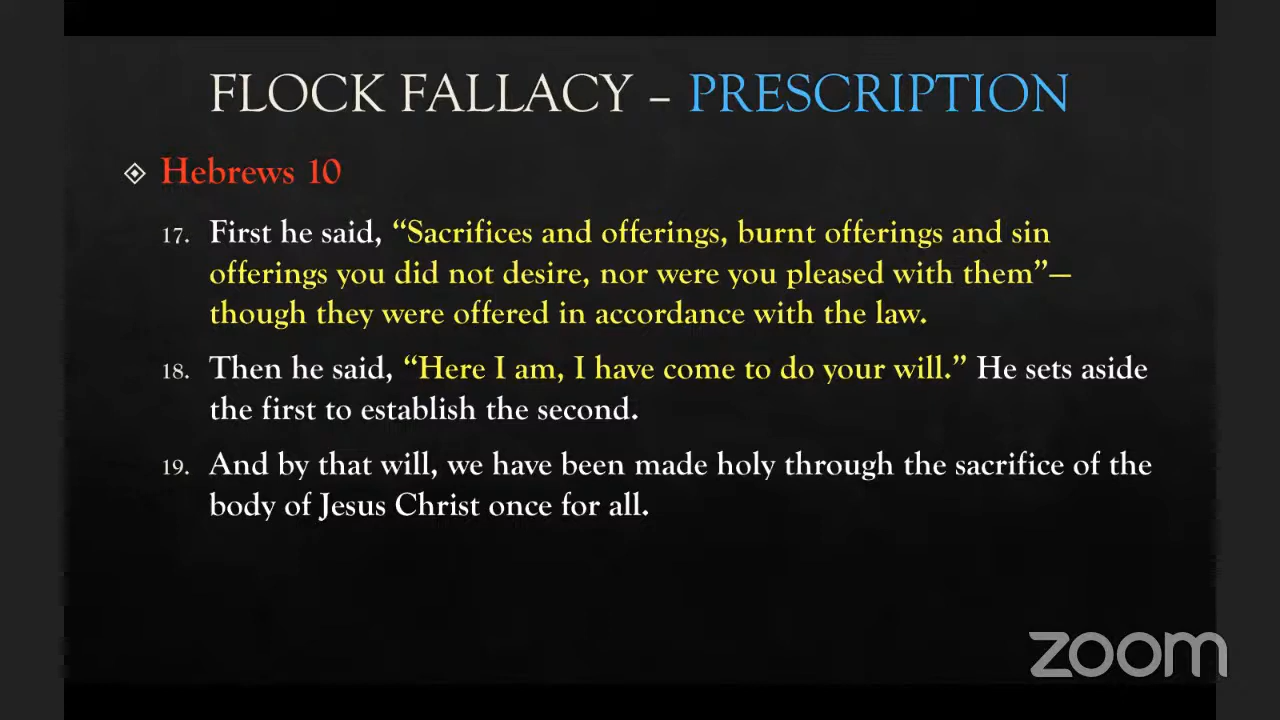 FLOCK FALLACY – PRESCRIPTION
Hebrews 10
17. First he said, “Sacrifices and offerings, burnt offerings and sin
offerings you did not desire, nor were you pleased with them”—
though they were offered in accordance with the law.
18. Then he said, “Here I am, I have come to do your will.” He sets aside
the first to establish the second.
19. And by that will, we have been made holy through the sacrifice of the
body of Jesus Christ once for all.
zoom